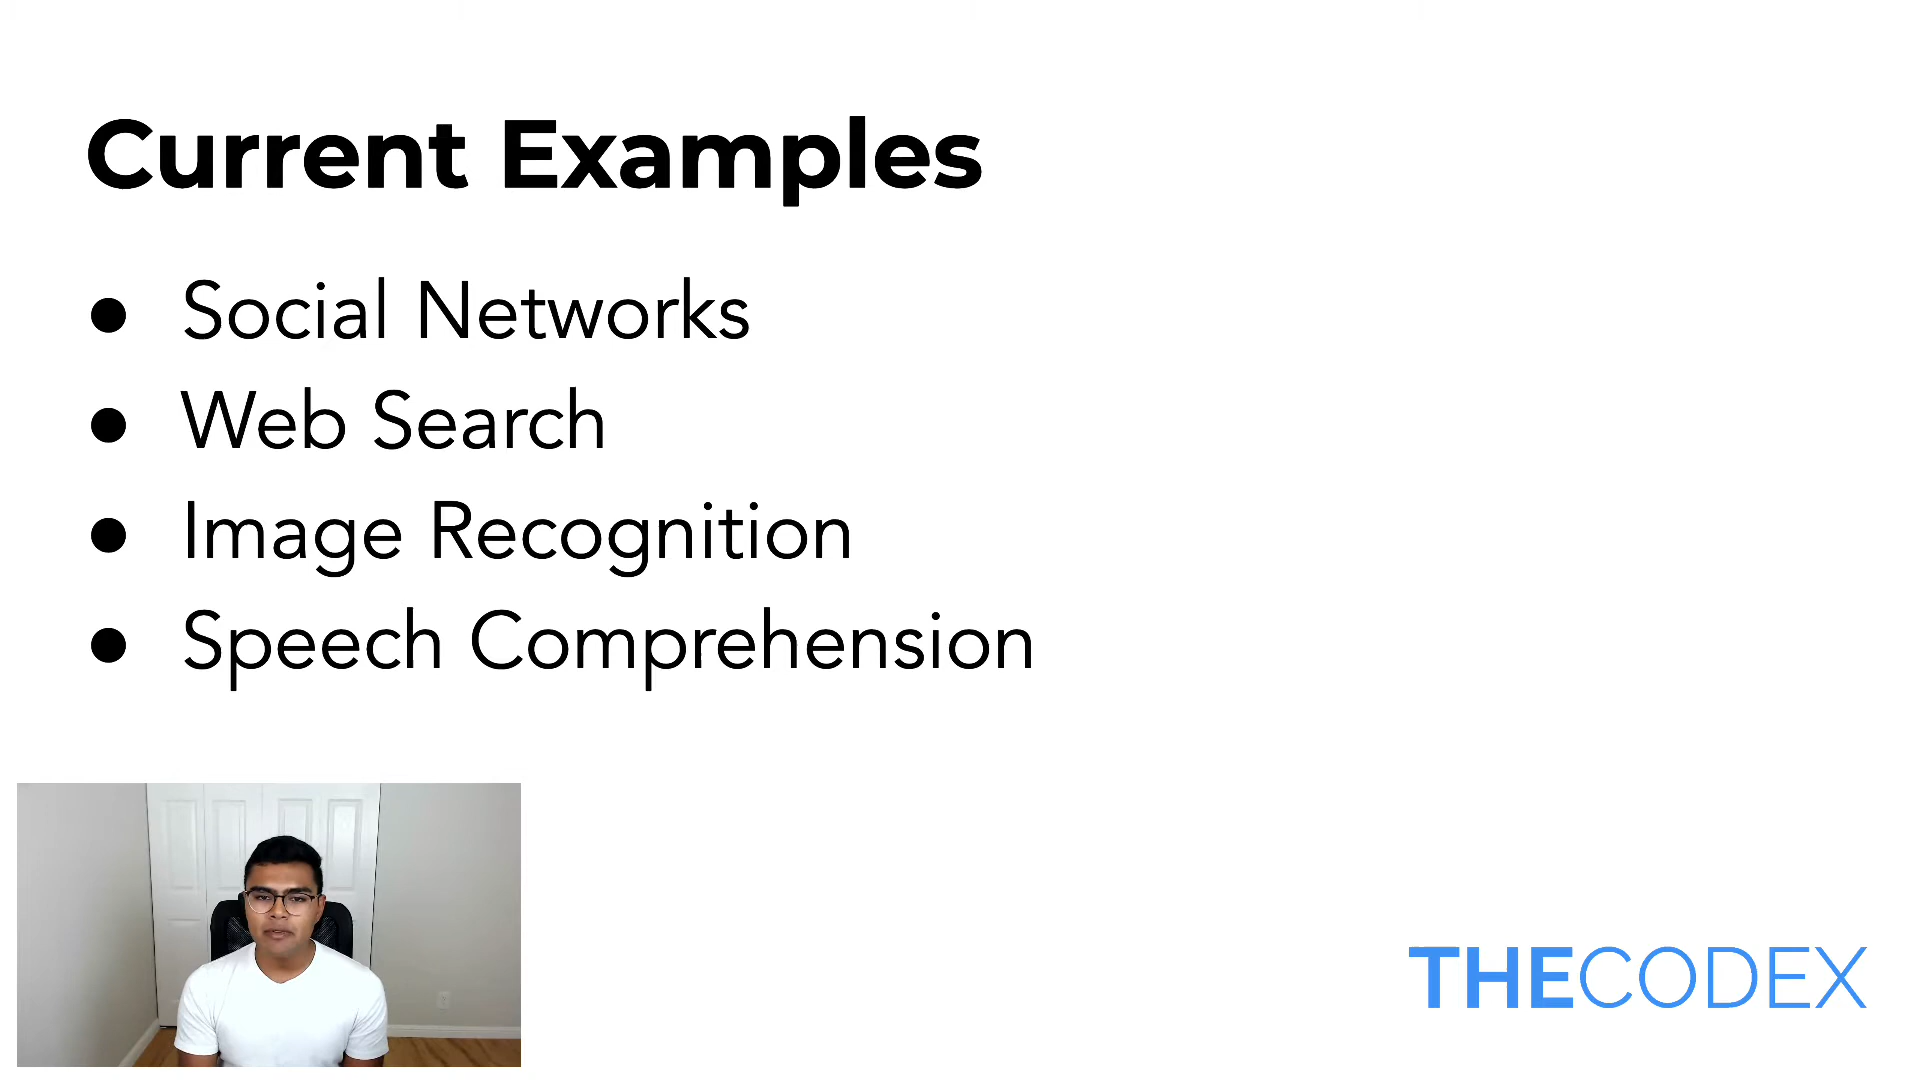 Current Examples
● Social Networks
● Web Search
● Image Recognition
● Speech Comprehension
THECODEX